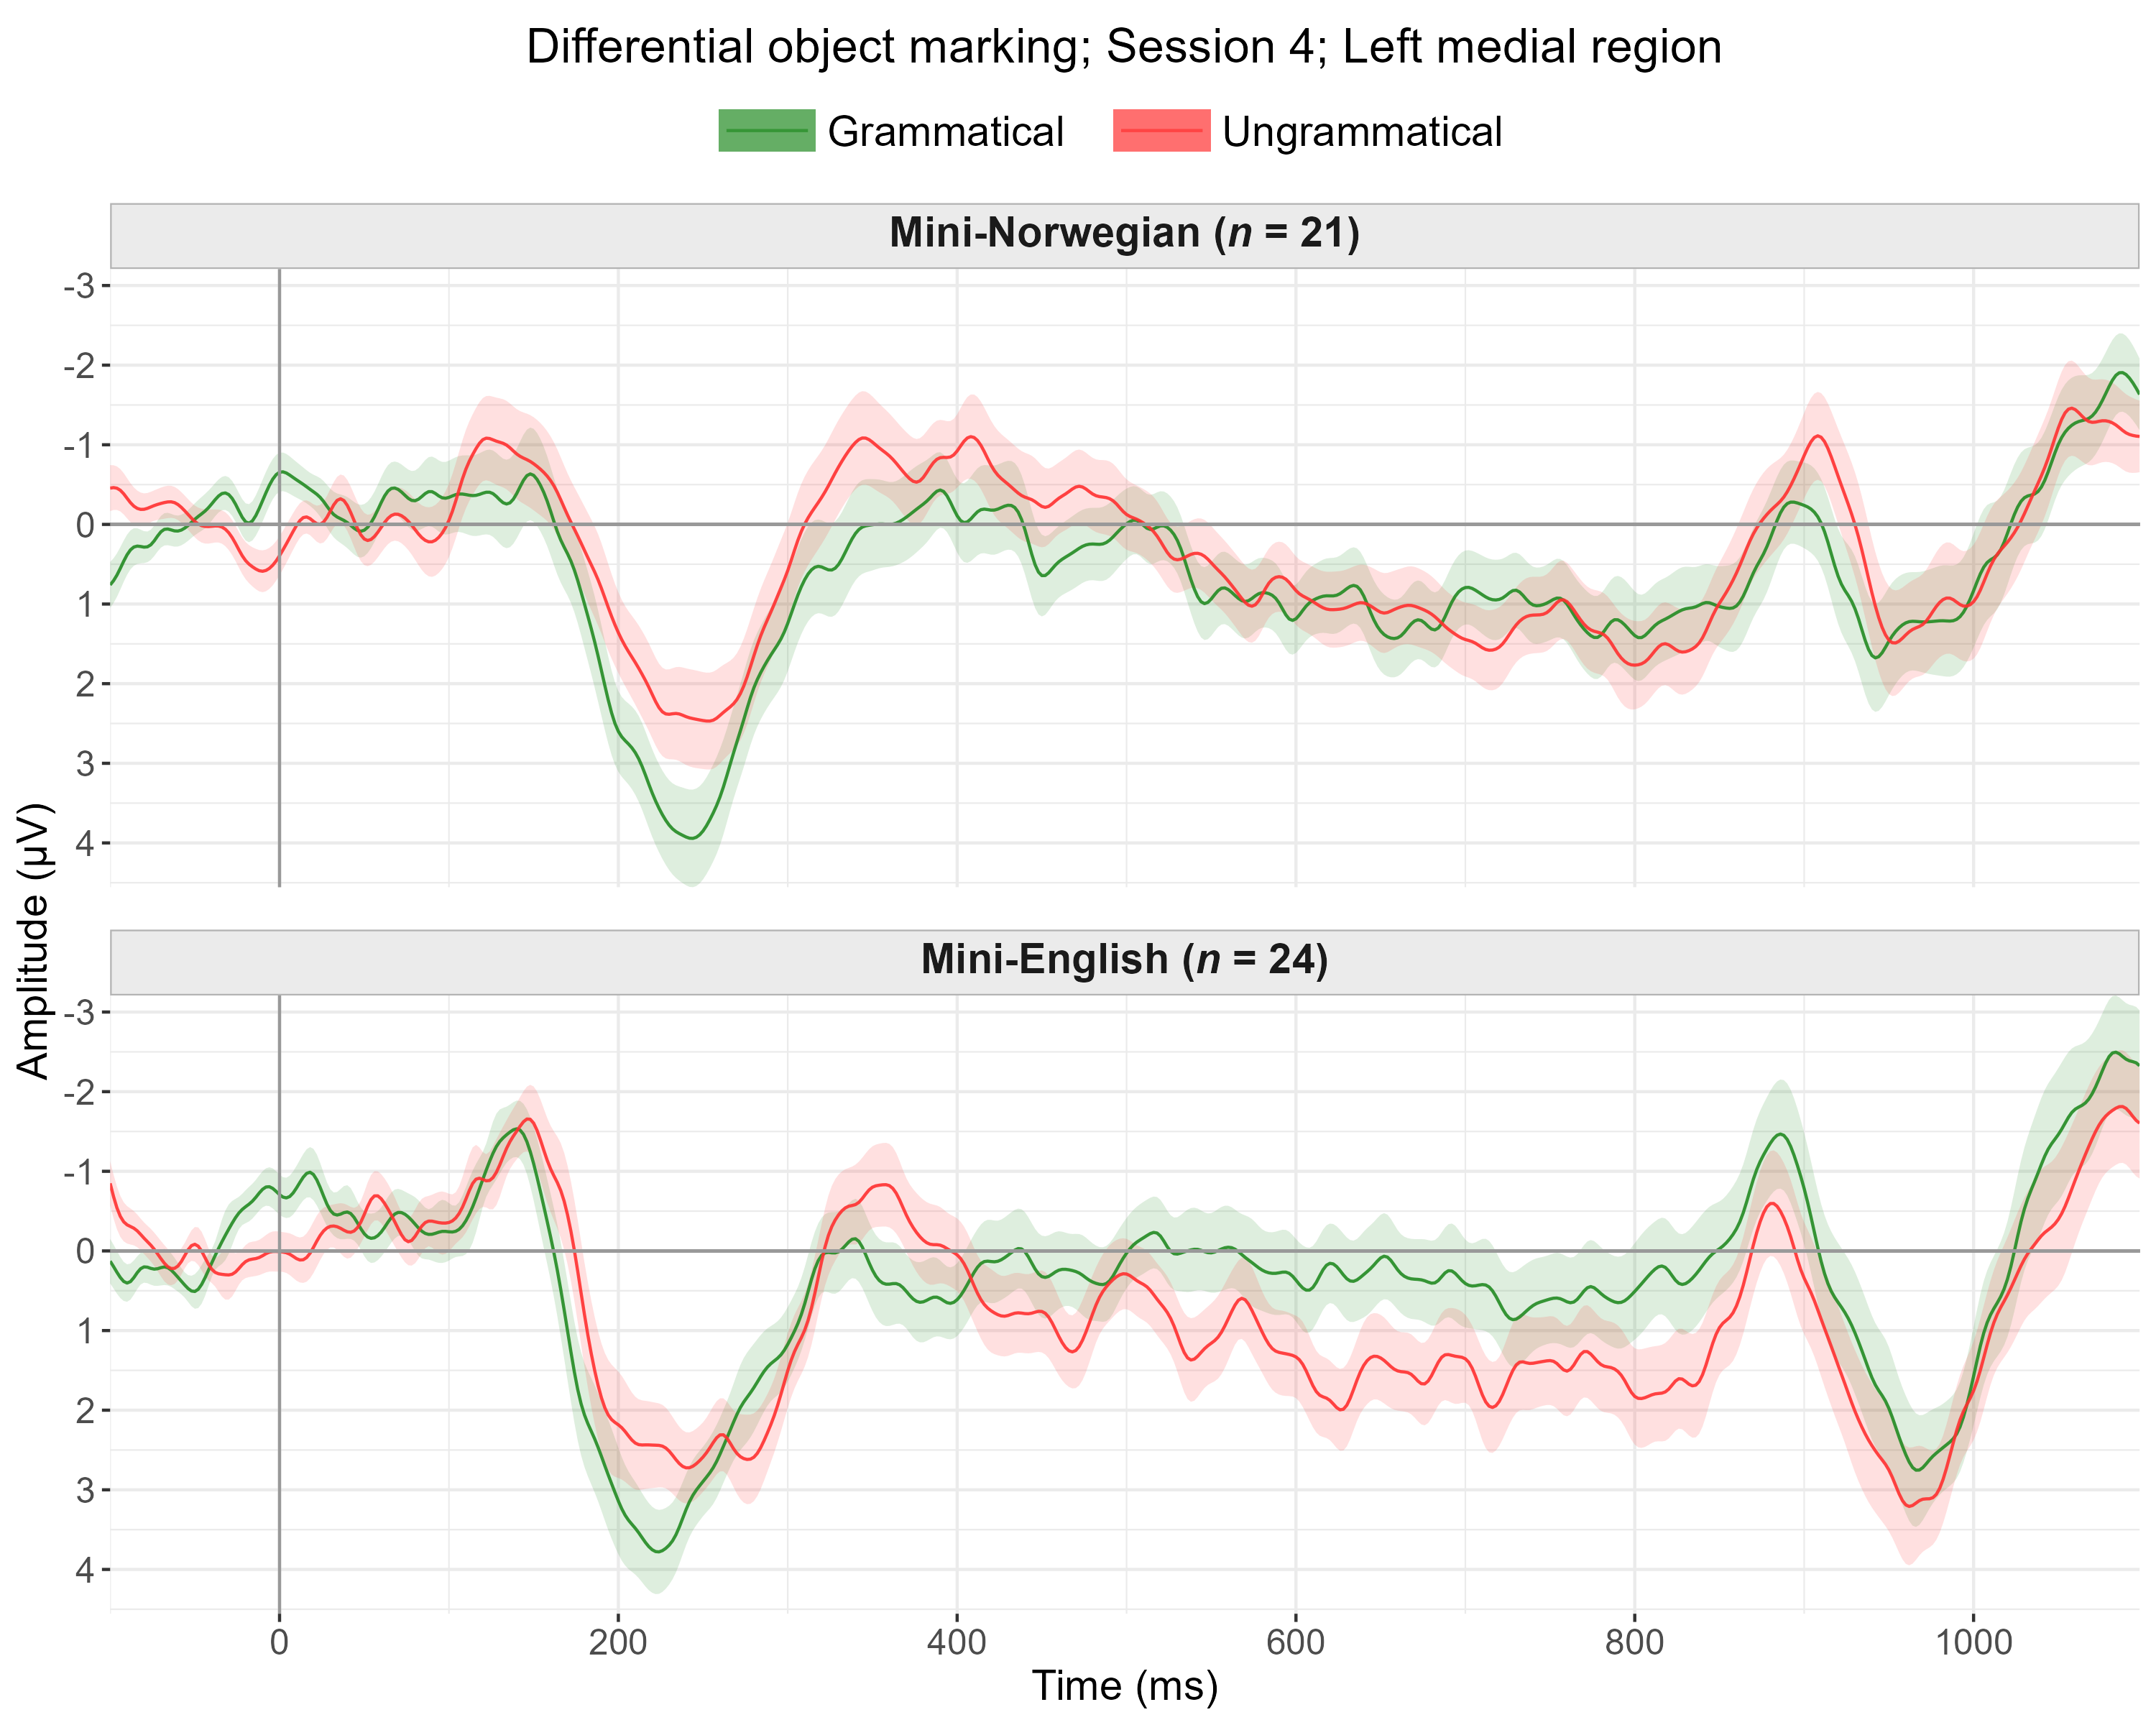 Differential object marking; Session 4; Left medial region
Grammatical
Ungrammatical
Mini-Norwegian (n = 21)
-3
-2
-1
0
1
2
3
4
Amplitude (µV)
Mini-English (n = 24)
-3
-2
-1
0
1
2
3
4
0 200 400 600 800 1000
Time (ms)